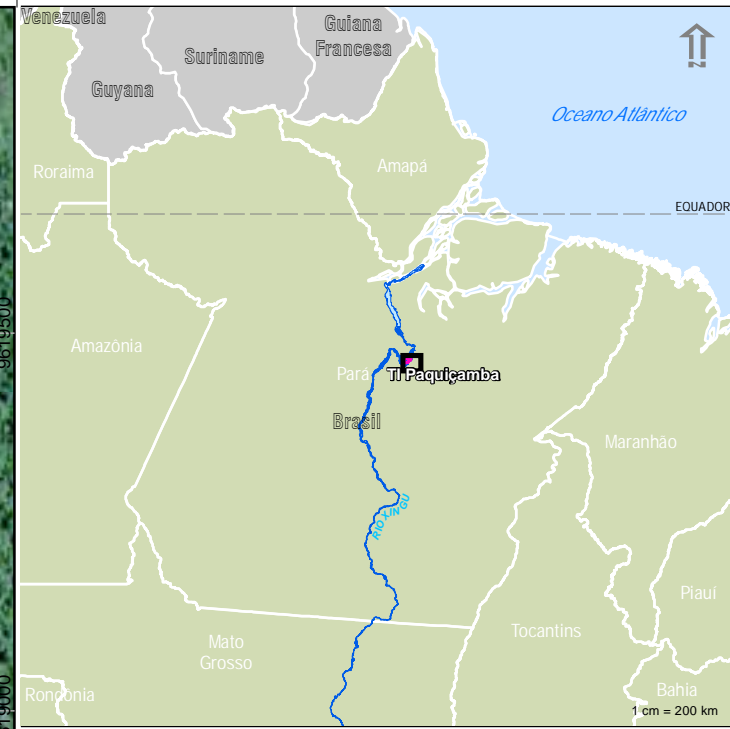 Venezuela
Guiana
Francesa
Suriname
Guyana
N
Oceano Atlântico
Roraima
Amapá
EQUADOR
Amazônia
Pará
TI Paquiçamba
Brasil
Maranhão
RIO XINGU
Piauí
Tocantins
Mato
Grosso
Rondônia
Bahia
1 cm = 200 km